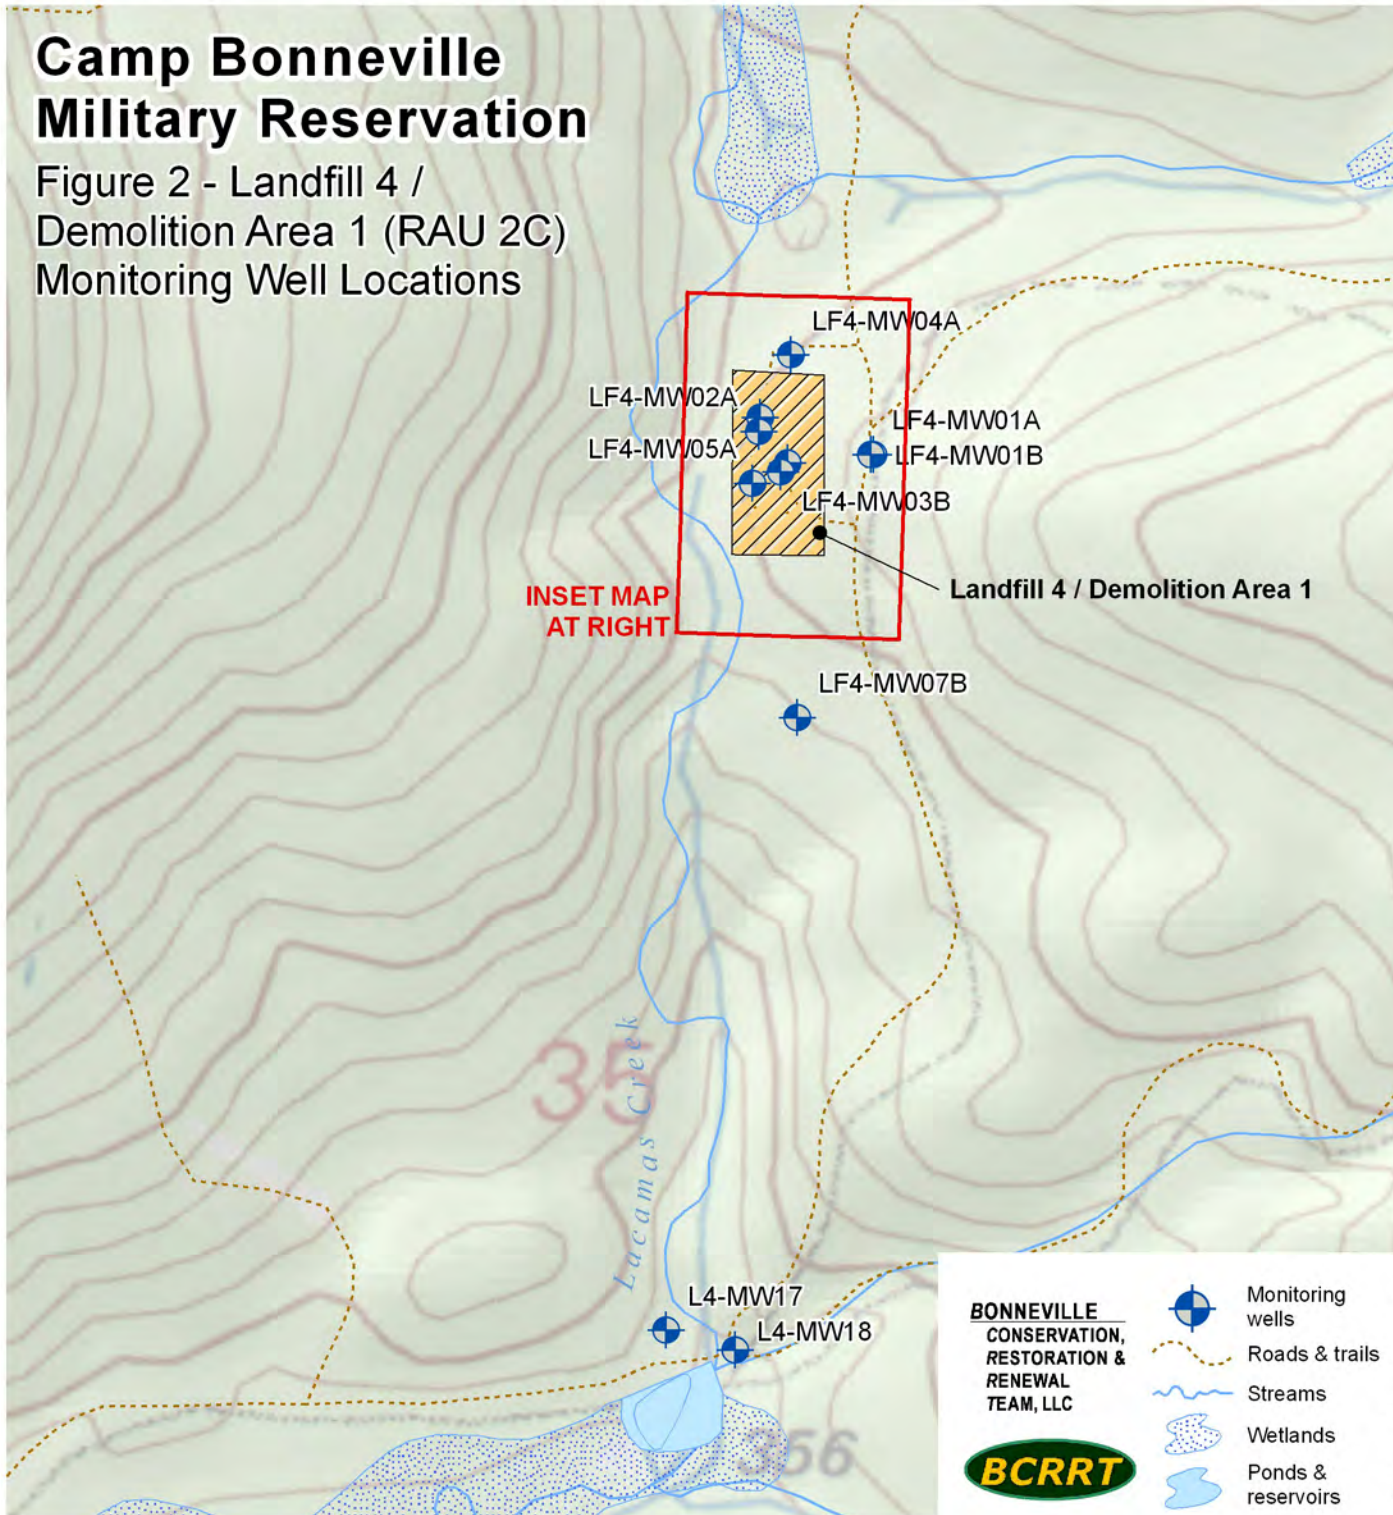 Camp Bonneville
Military Reservation
Figure 2 - Landfill 4 /
Demolition Area 1 (RAU 2C)
Monitoring Well Locations
LF4-MW04A
LF4-MW02A
LF4-MW01A
LF4-MW05A
LF4-MW01B
LF4-MW03B
Landfill 4 / Demolition Area 1
INSET MAP
AT RIGHT
LF4-MW07B
35
Lacamas Creek
L4-MW17
L4-MW18
356
BONNEVILLE
CONSERVATION,
RESTORATION &
RENEWAL
TEAM, LLC
BCRRT
Monitoring
wells
Roads & trails
Streams
Wetlands
Ponds &
reservoirs